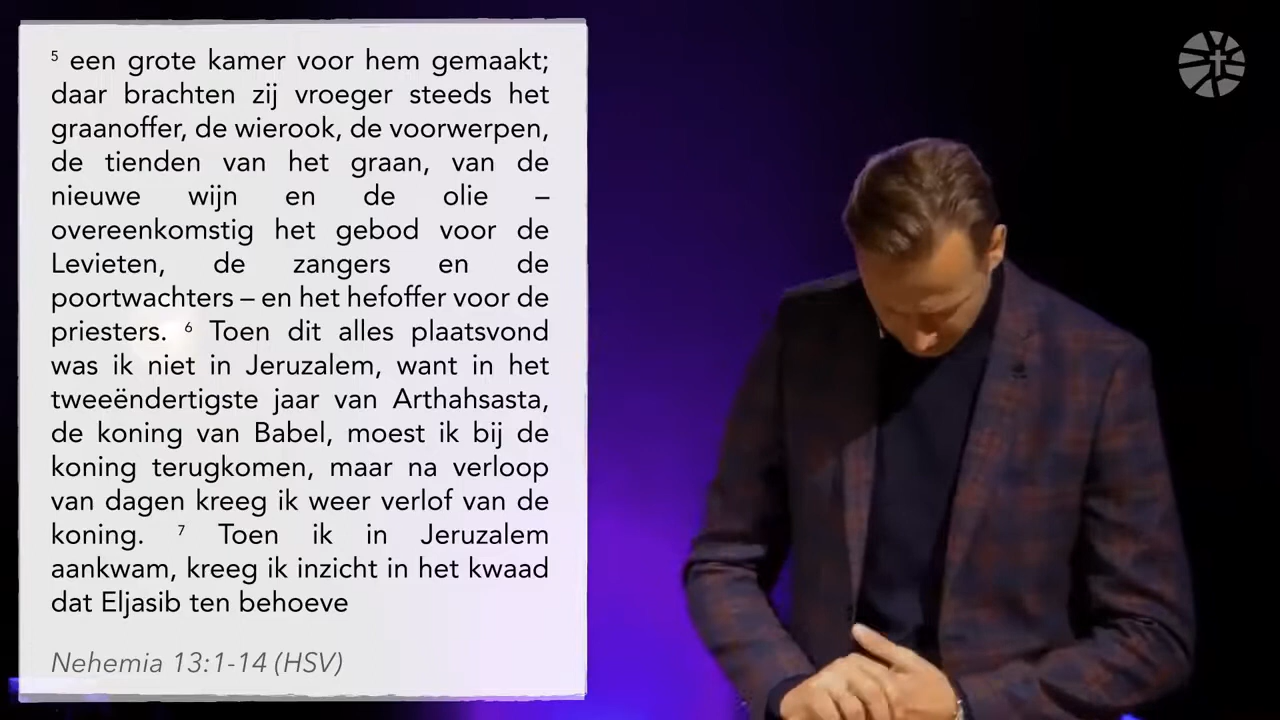 ⁵ een grote kamer voor hem gemaakt;
daar brachten zij vroeger steeds het
graanoffer, de wierook, de voorwerpen,
de tienden van het graan, van de
nieuwe wijn en de olie –
overeenkomstig het gebod voor de
Levieten, de zangers en de
poortwachters – en het hefoffer voor de
priesters. ⁶ Toen dit alles plaatsvond
was ik niet in Jeruzalem, want in het
tweeëndertigste jaar van Arthahsasta,
de koning van Babel, moest ik bij de
koning terugkomen, maar na verloop
van dagen kreeg ik weer verlof van de
koning. ⁷ Toen ik in Jeruzalem
aankwam, kreeg ik inzicht in het kwaad
dat Eljasib ten behoeve
Nehemia 13:1-14 (HSV)